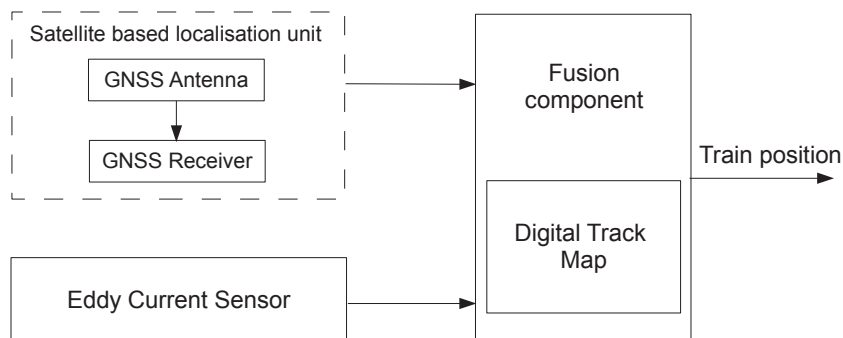 Satellite based localisation unit
GNSS Antenna
GNSS Receiver
Eddy Current Sensor
Fusion
component
Digital Track
Map
Train position